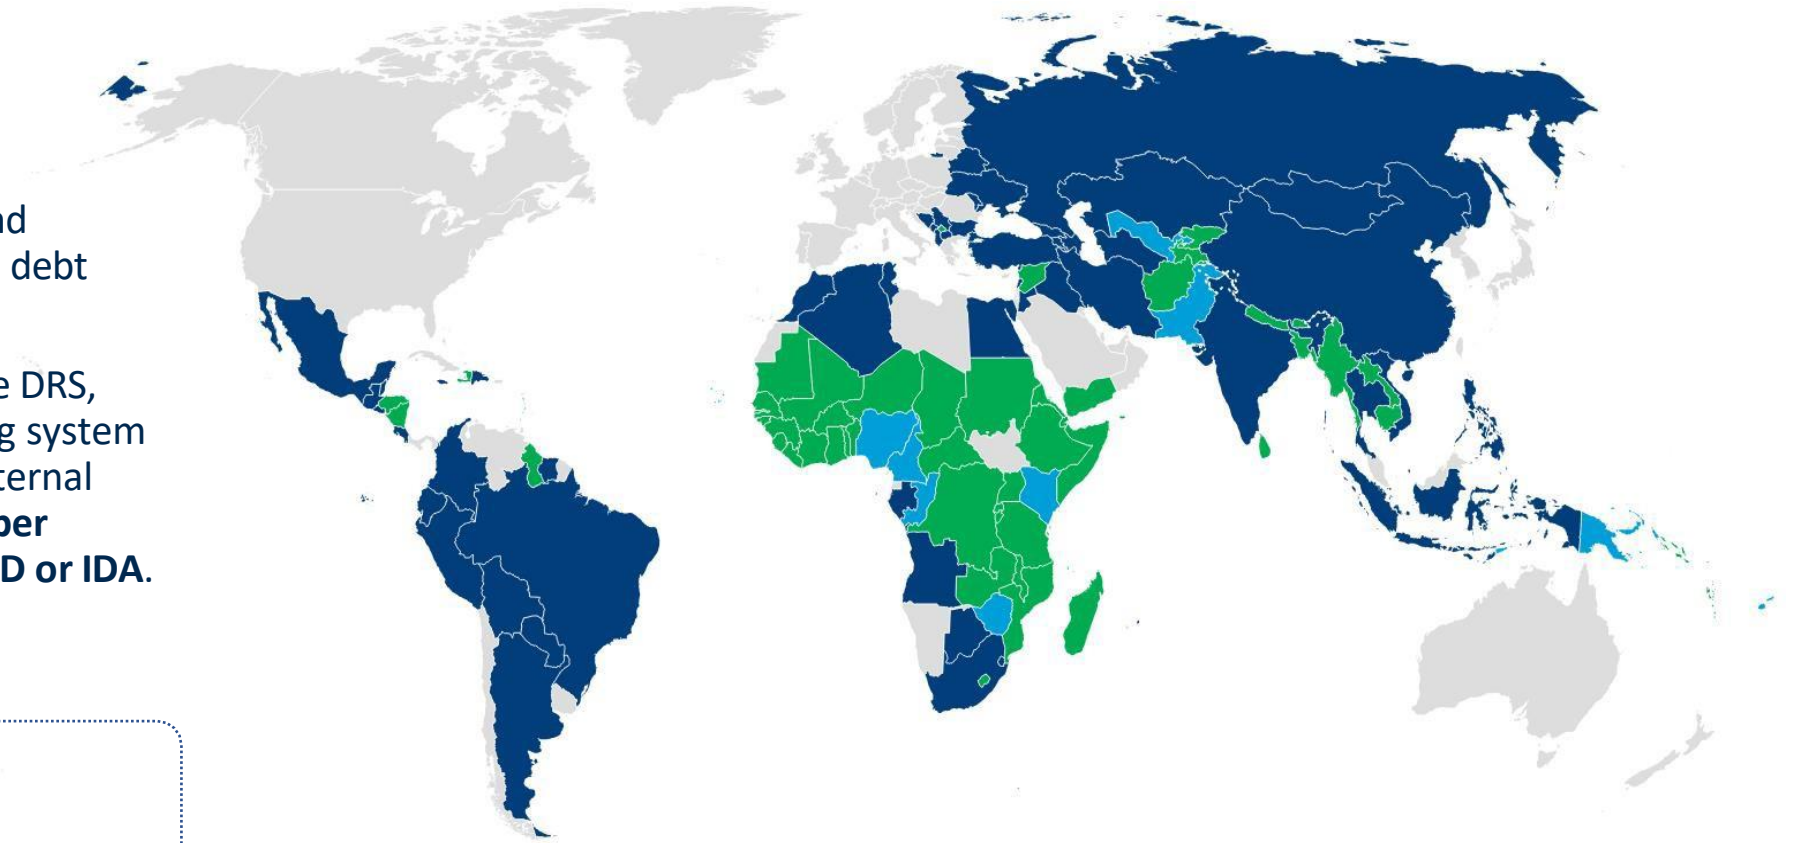 nd
debt
e DRS,
g system
ternal
ber
D or IDA.